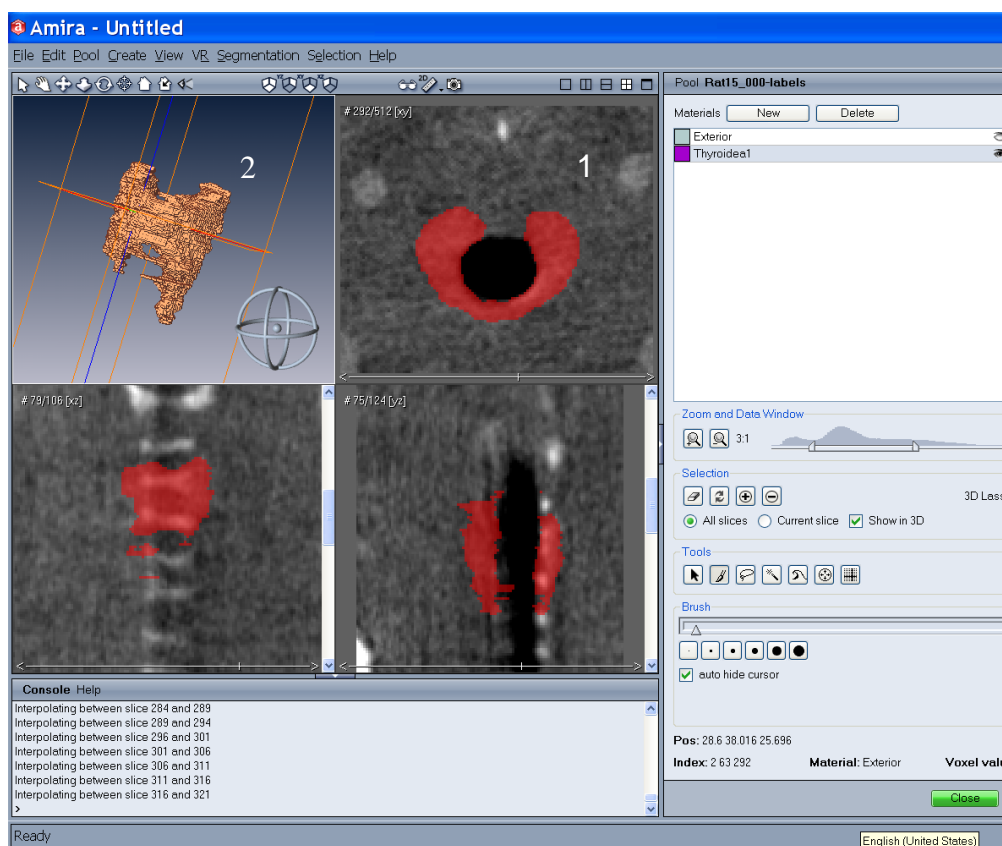 Amira - Untitled
File Edit Pool Create View VR Segmentation Selection Help
2D
Pool Rat15_000-labels
Materials New Delete
Exterior
Thyroidea1
# 292/512 [xy]
2
1
# 79/106 [xz]
# 75/124 [yz]
Zoom and Data Window
3:1
Selection
3D Lass
All slices Current slice Show in 3D
Tools
Brush
auto hide cursor
Console Help
Interpolating between slice 284 and 289
Interpolating between slice 289 and 294
Interpolating between slice 296 and 301
Interpolating between slice 301 and 306
Interpolating between slice 306 and 311
Interpolating between slice 311 and 316
Interpolating between slice 316 and 321
>
Pos: 28.6 38.016 25.696
Index: 2 63 292 Material: Exterior Voxel valu
Close
Ready
English (United States)